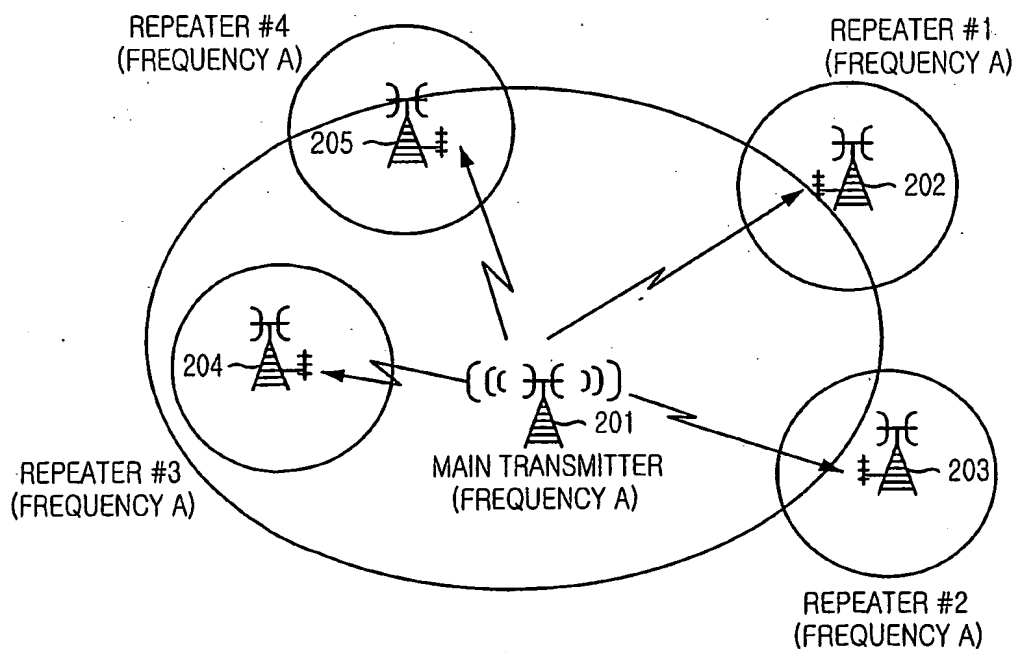 REPEATER #4
(FREQUENCY A)
REPEATER #1
(FREQUENCY A)
205
202
204
201
MAIN TRANSMITTER
(FREQUENCY A)
203
REPEATER #3
(FREQUENCY A)
REPEATER #2
(FREQUENCY A)